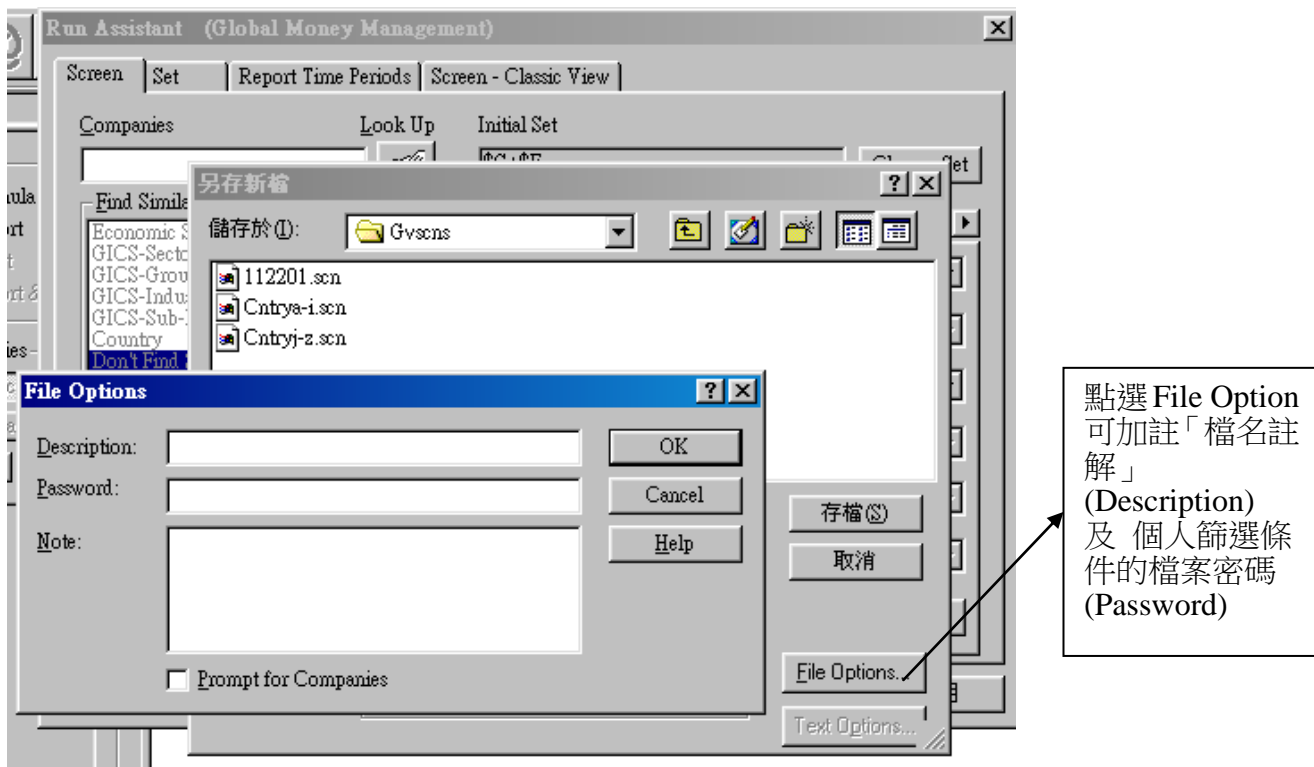 Run Assistant (Global Money Management)
Screen Set Report Time Periods Screen - Classic View
Companies Look Up Initial Set
另存新檔
儲存於(I): Gvscns
Find Simila
Economic S
GICS-Secto
GICS-Grou
GICS-Indu
GICS-Sub-
Country
Don't Find
112201.scn
Cntrya-i.scn
Cntryj-z.scn
File Options
Description:
Password:
Note:
OK
Cancel
Help
Prompt for Companies
存檔(S)
取消
File Options...
Text Options...
點選 File Option
可加註「檔名註
解」
(Description)
及 個人篩選條
件的檔案密碼
(Password)